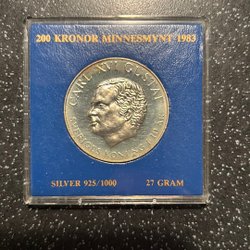 200 KRONOR MINNESMYNT 1983
CARL XVI GUSTAF
SILVER 925/1000 27 GRAM